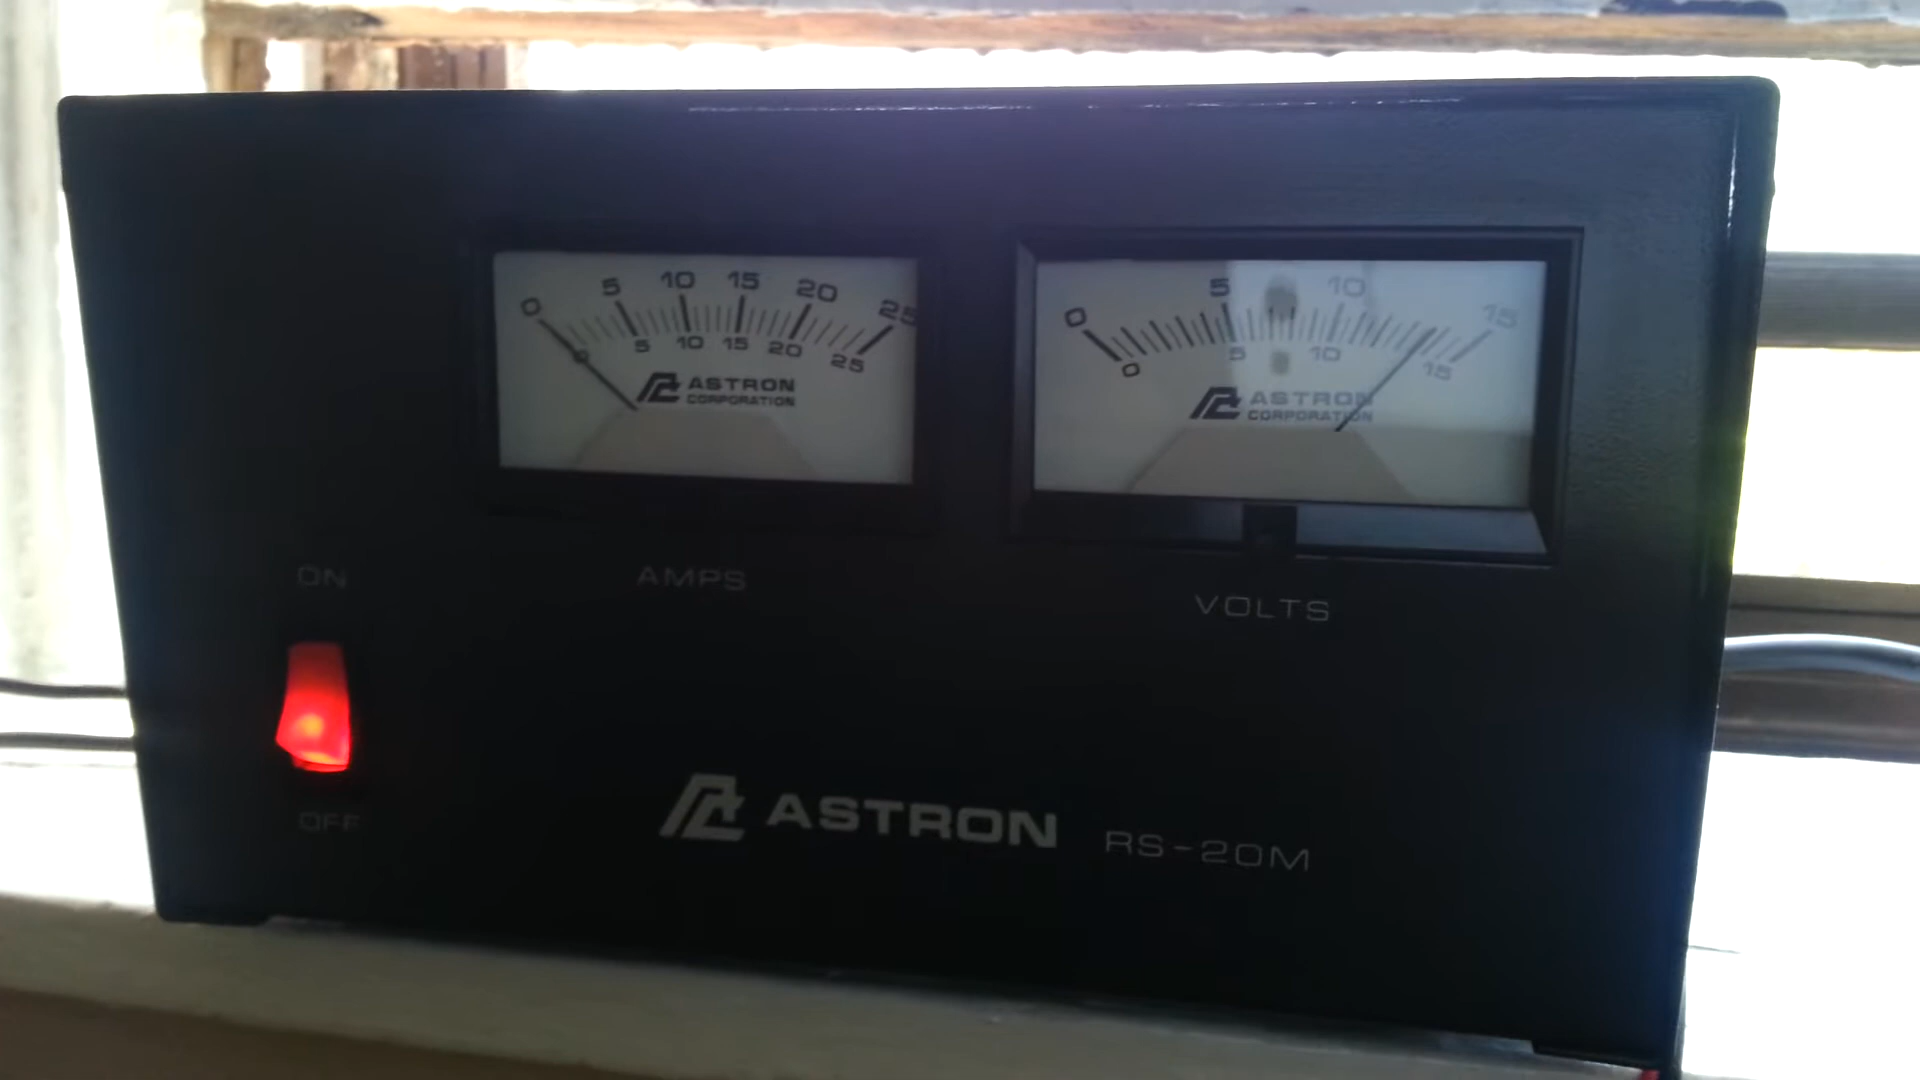 0 5 10 15 20 25
0 5 10 15 20 25
ASTRON
CORPORATION
0 5 10 15
0 5 10 15
ASTRON
CORPORATION
ON
AMPS
VOLTS
OFF
ASTRON RS-20M